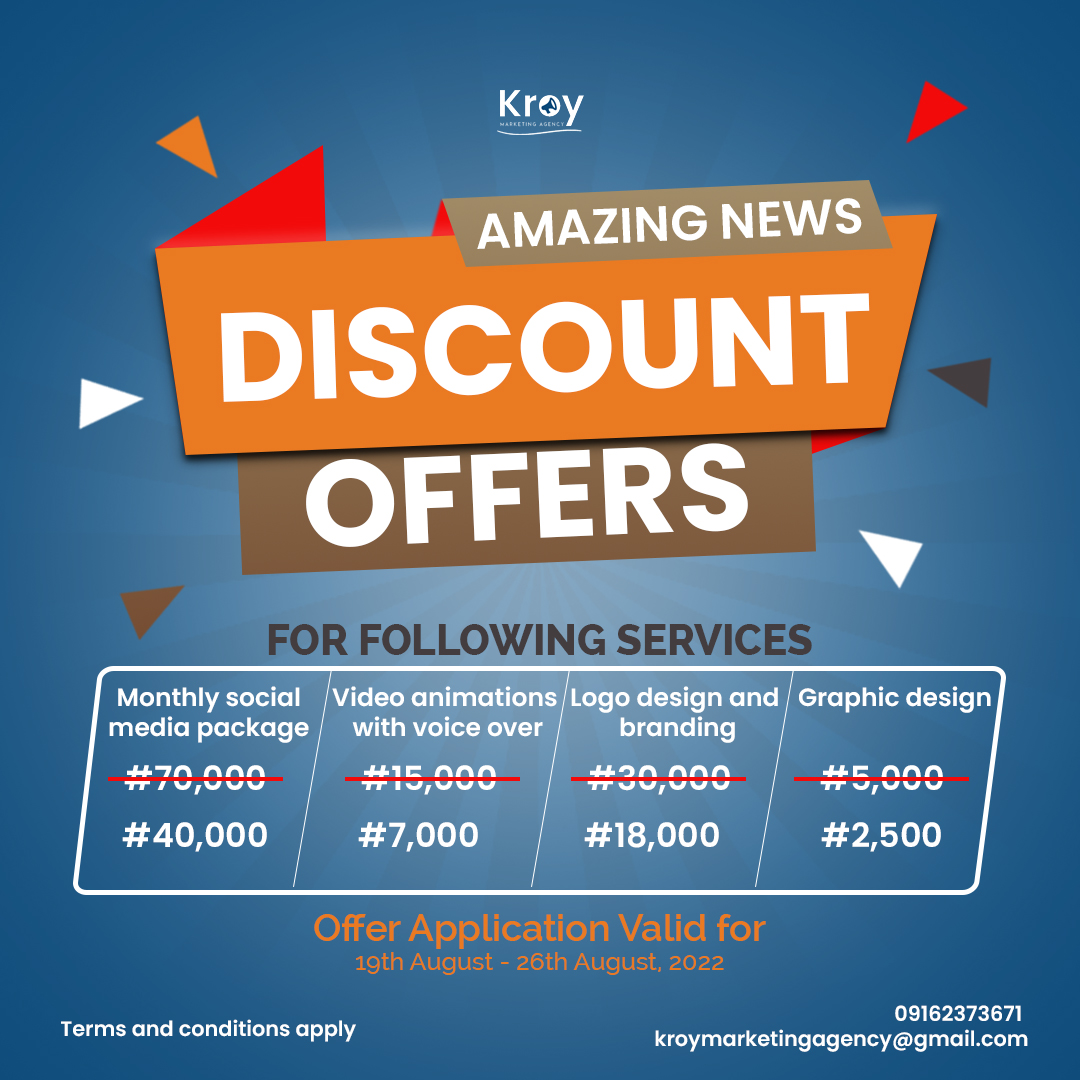 Kroy
MARKETING AGENCY
AMAZING NEWS
DISCOUNT
OFFERS
FOR FOLLOWING SERVICES
Monthly social
media package
#70,000
#40,000
Video animations
with voice over
#15,000
#7,000
Logo design and
branding
#30,000
#18,000
Graphic design
#5,000
#2,500
Offer Application Valid for
19th August - 26th August, 2022
Terms and conditions apply
09162373671
kroymarketingagency@gmail.com